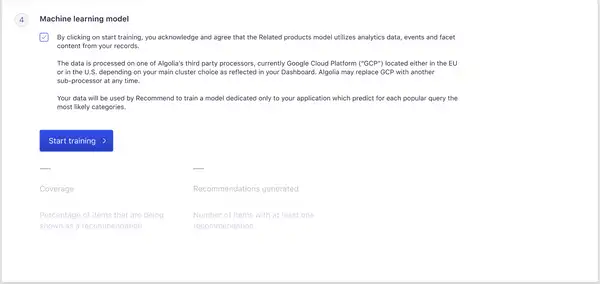 4 Machine learning model
By clicking on start training, you acknowledge and agree that the Related products model utilizes analytics data, events and facet
content from your records.
The data is processed on one of Algolia's third party processors, currently Google Cloud Platform ("GCP") located either in the EU
or in the U.S. depending on your main cluster choice as reflected in your Dashboard. Algolia may replace GCP with another
sub-processor at any time.
Your data will be used by Recommend to train a model dedicated only to your application which predict for each popular query the
most likely categories.
Start training
Coverage
Recommendations generated
Percentage of items that are being
shown as a recommendation
Number of items with at least one
recommendation